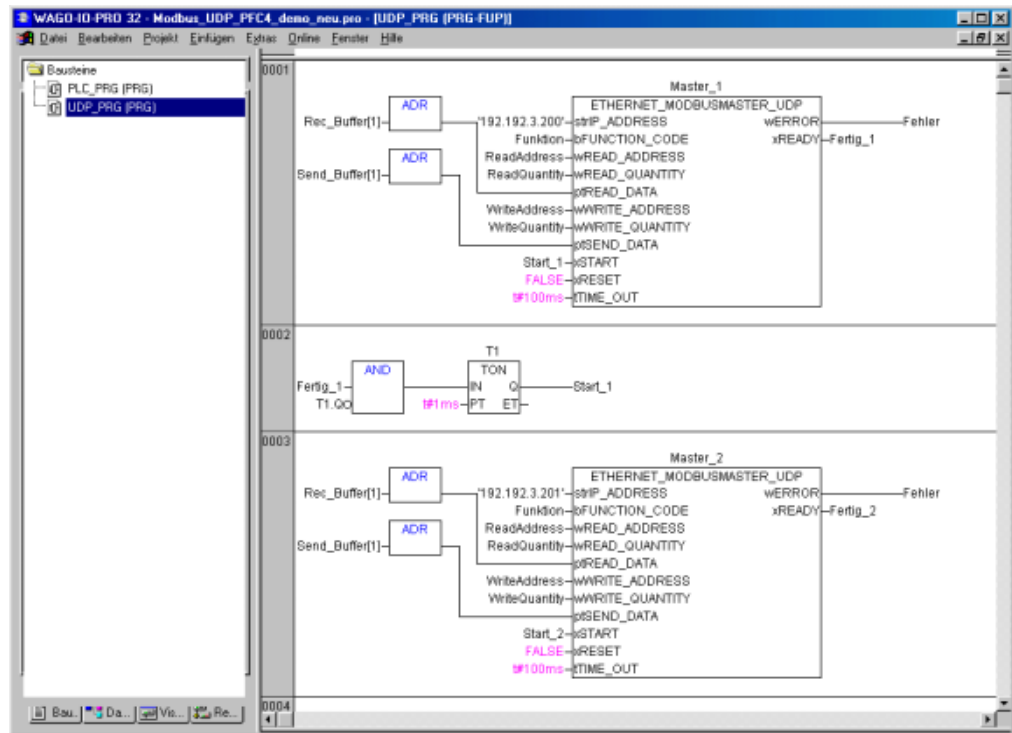 WAGO-IO-PRO 32 - Modbus_UDP_PFC4_demo_neu.pro - [UDP_PRG (PRG-FUP)]
Datei Bearbeiten Projekt Einfügen Extras Online Fenster Hilfe
Bausteine
PLC_PRG (PRG)
UDP_PRG (PRG)
0001
Master_1
ADR ETHERNET_MODBUSMASTER_UDP
Rec_Buffer[1] '192.192.3.200' strIP_ADDRESS wERROR Fehler
Funktion bFUNCTION_CODE xREADY Fertig_1
ADR ReadAddress wREAD_ADDRESS
Send_Buffer[1] ReadQuantity wREAD_QUANTITY
ptREAD_DATA
WriteAddress wWRITE_ADDRESS
WriteQuantity wWRITE_QUANTITY
ptSEND_DATA
Start_1 xSTART
FALSE xRESET
t#100ms tTIME_OUT
0002
T1
AND TON
Fertig_1 IN Q Start_1
T1.Q t#1ms PT ET
0003
Master_2
ADR ETHERNET_MODBUSMASTER_UDP
Rec_Buffer[1] '192.192.3.201' strIP_ADDRESS wERROR Fehler
Funktion bFUNCTION_CODE xREADY Fertig_2
ADR ReadAddress wREAD_ADDRESS
Send_Buffer[1] ReadQuantity wREAD_QUANTITY
ptREAD_DATA
WriteAddress wWRITE_ADDRESS
WriteQuantity wWRITE_QUANTITY
ptSEND_DATA
Start_2 xSTART
FALSE xRESET
t#100ms tTIME_OUT
0004
Bau... Da... Vis... Re...